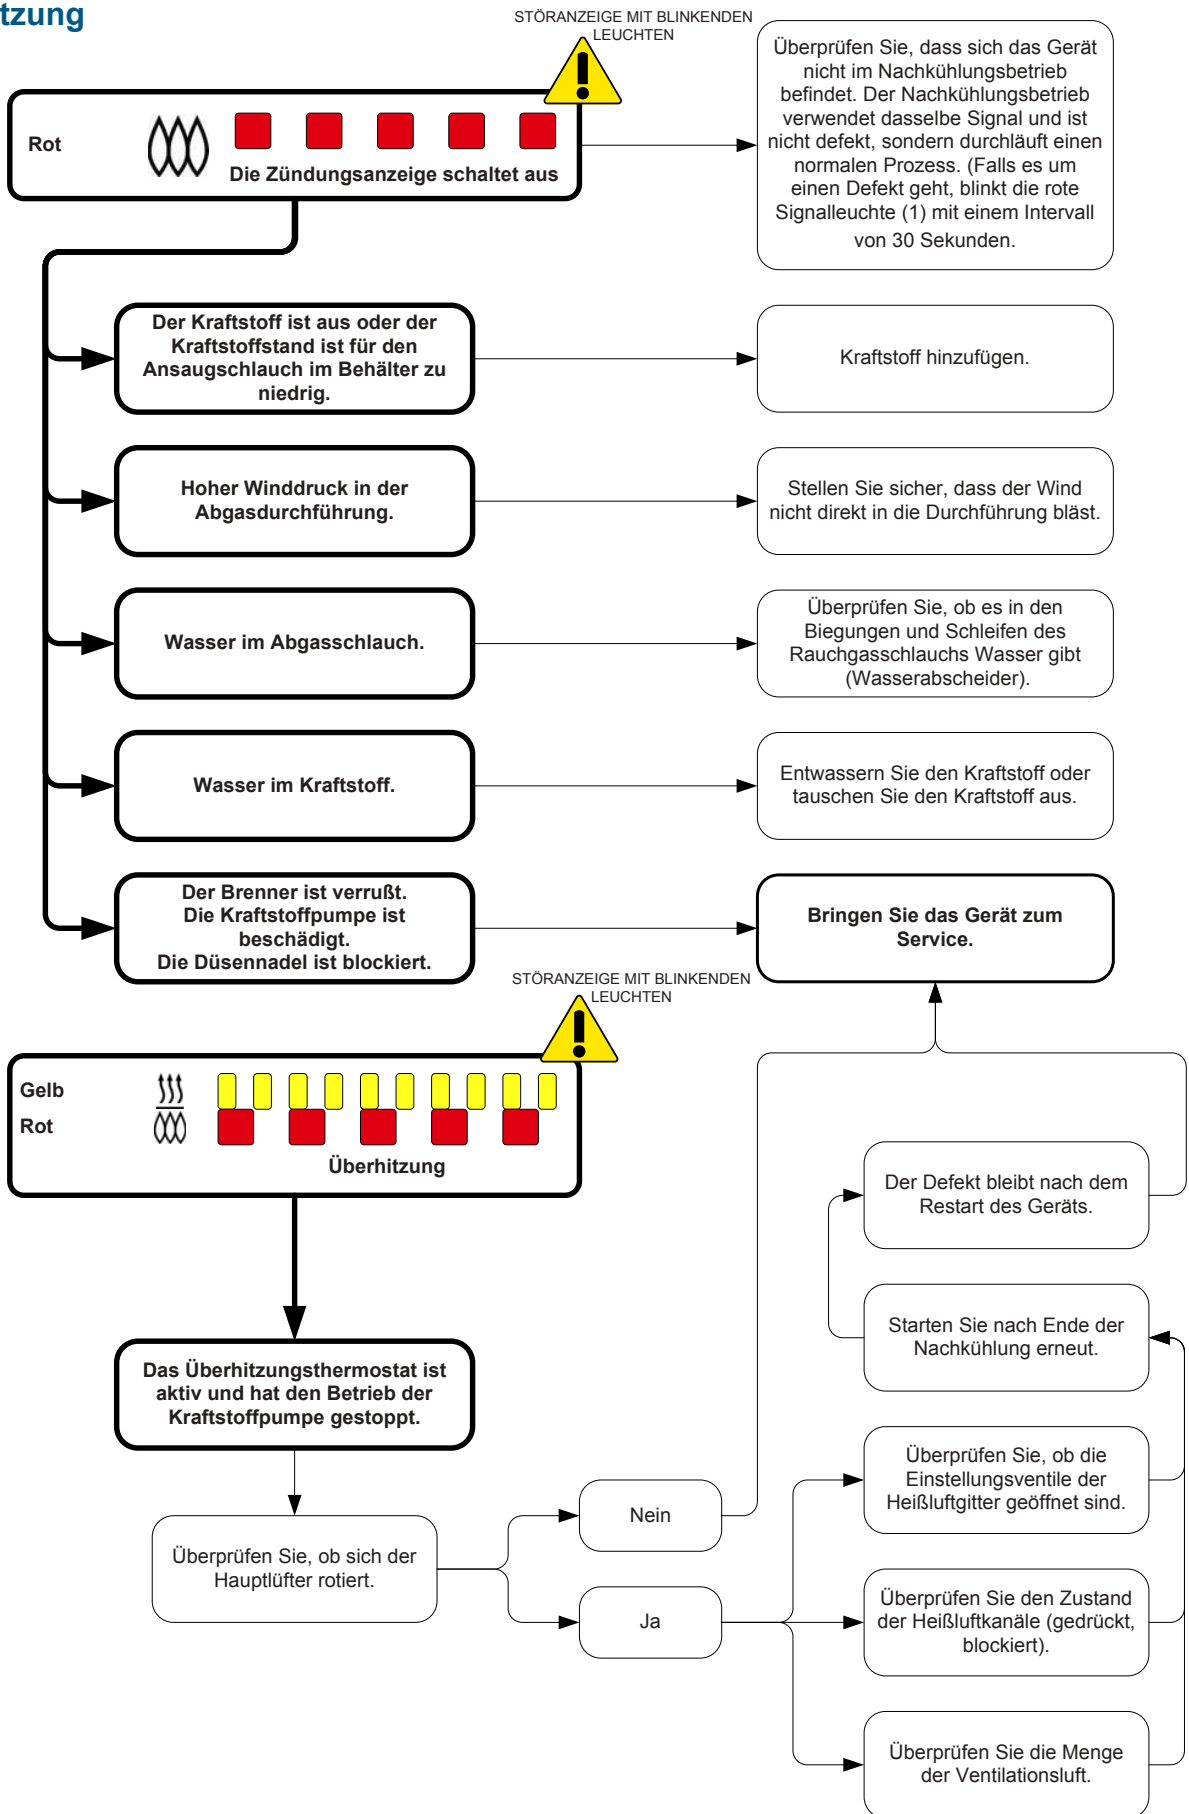 tzung
STÖRANZEIGE MIT BLINKENDEN
LEUCHTEN
Rot
Die Zündungsanzeige schaltet aus
Überprüfen Sie, dass sich das Gerät
nicht im Nachkühlungsbetrieb
befindet. Der Nachkühlungsbetrieb
verwendet dasselbe Signal und ist
nicht defekt, sondern durchläuft einen
normalen Prozess. (Falls es um
einen Defekt geht, blinkt die rote
Signalleuchte (1) mit einem Intervall
von 30 Sekunden.
Der Kraftstoff ist aus oder der
Kraftstoffstand ist für den
Ansaugschlauch im Behälter zu
niedrig.
Kraftstoff hinzufügen.
Hoher Winddruck in der
Abgasdurchführung.
Stellen Sie sicher, dass der Wind
nicht direkt in die Durchführung bläst.
Wasser im Abgasschlauch.
Überprüfen Sie, ob es in den
Biegungen und Schleifen des
Rauchgasschlauchs Wasser gibt
(Wasserabscheider).
Wasser im Kraftstoff.
Entwassern Sie den Kraftstoff oder
tauschen Sie den Kraftstoff aus.
Der Brenner ist verrußt.
Die Kraftstoffpumpe ist
beschädigt.
Die Düsennadel ist blockiert.
Bringen Sie das Gerät zum
Service.
STÖRANZEIGE MIT BLINKENDEN
LEUCHTEN
Gelb
Rot
Überhitzung
Der Defekt bleibt nach dem
Restart des Geräts.
Starten Sie nach Ende der
Nachkühlung erneut.
Das Überhitzungsthermostat ist
aktiv und hat den Betrieb der
Kraftstoffpumpe gestoppt.
Überprüfen Sie, ob sich der
Hauptlüfter rotiert.
Nein
Ja
Überprüfen Sie, ob die
Einstellungsventile der
Heißluftgitter geöffnet sind.
Überprüfen Sie den Zustand
der Heißluftkanäle (gedrückt,
blockiert).
Überprüfen Sie die Menge
der Ventilationsluft.